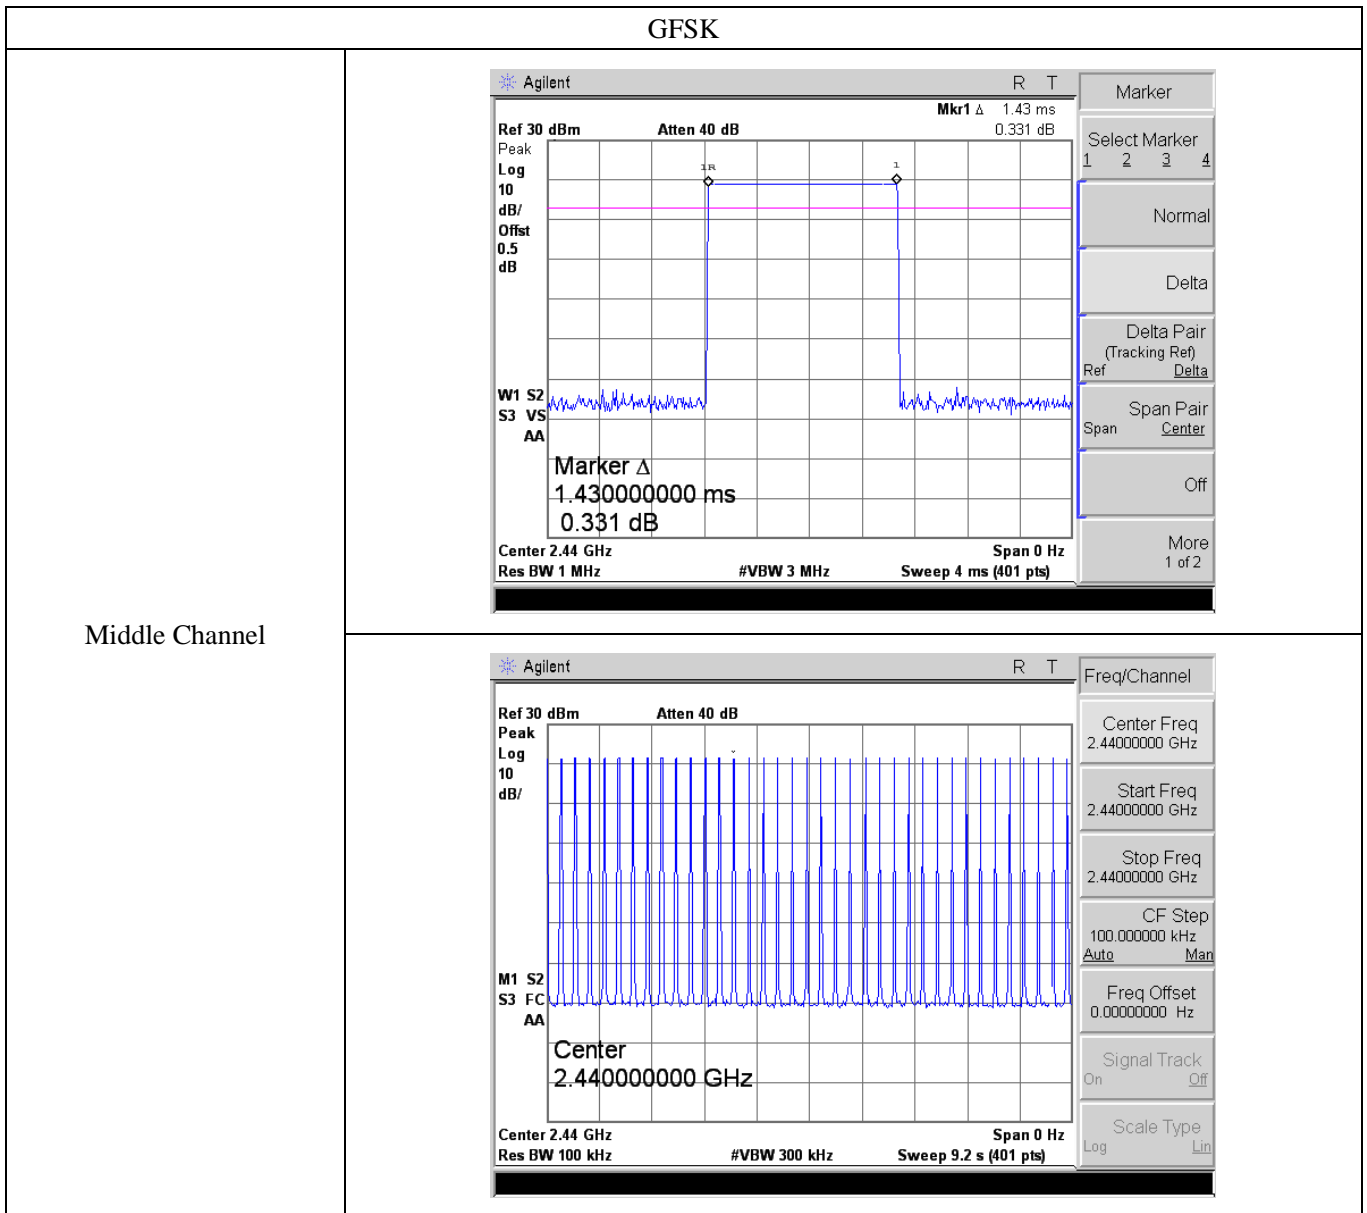 GFSK
Middle Channel
Agilent R T
Mkr1 Δ 1.43 ms
Ref 30 dBm Atten 40 dB 0.331 dB
Peak
Log
10
dB/
Offst
0.5
dB
1R
1
W1 S2
S3 VS
AA
Marker Δ
1.430000000 ms
0.331 dB
Center 2.44 GHz Span 0 Hz
Res BW 1 MHz #VBW 3 MHz Sweep 4 ms (401 pts)
Marker
Select Marker
1 2 3 4
Normal
Delta
Delta Pair
(Tracking Ref)
Ref Delta
Span Pair
Span Center
Off
More
1 of 2
Agilent R T
Ref 30 dBm Atten 40 dB
Peak
Log
10
dB/
M1 S2
S3 FC
AA
Center
2.440000000 GHz
Center 2.44 GHz Span 0 Hz
Res BW 100 kHz #VBW 300 kHz Sweep 9.2 s (401 pts)
Freq/Channel
Center Freq
2.44000000 GHz
Start Freq
2.44000000 GHz
Stop Freq
2.44000000 GHz
CF Step
100.000000 kHz
Auto Man
Freq Offset
0.00000000 Hz
Signal Track
On Off
Scale Type
Log Lin